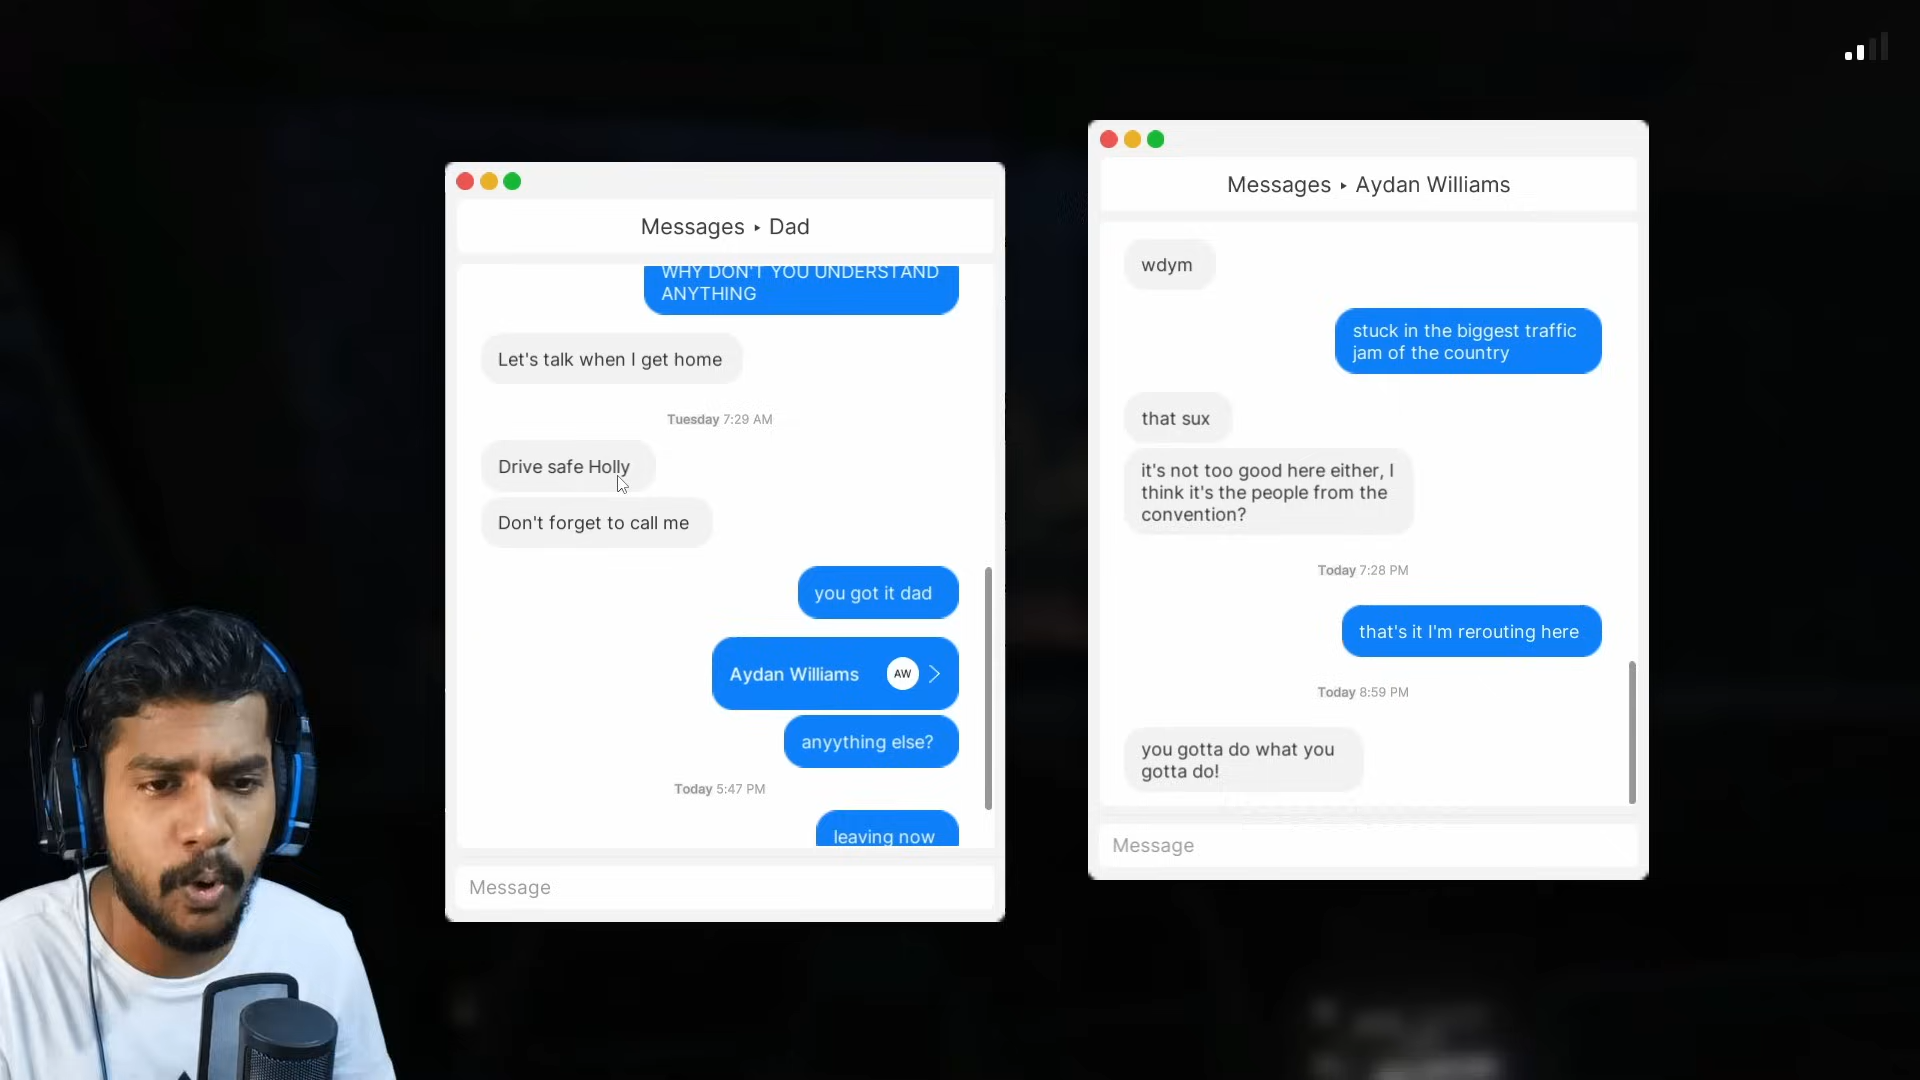 Messages ▸ Dad
WHY DON'T YOU UNDERSTAND
ANYTHING
Let's talk when I get home
Tuesday 7:29 AM
Drive safe Holly
Don't forget to call me
you got it dad
Aydan Williams AW
anyything else?
Today 5:47 PM
leaving now
Message
Messages ▸ Aydan Williams
wdym
stuck in the biggest traffic
jam of the country
that sux
it's not too good here either, I
think it's the people from the
convention?
Today 7:28 PM
that's it I'm rerouting here
Today 8:59 PM
you gotta do what you
gotta do!
Message